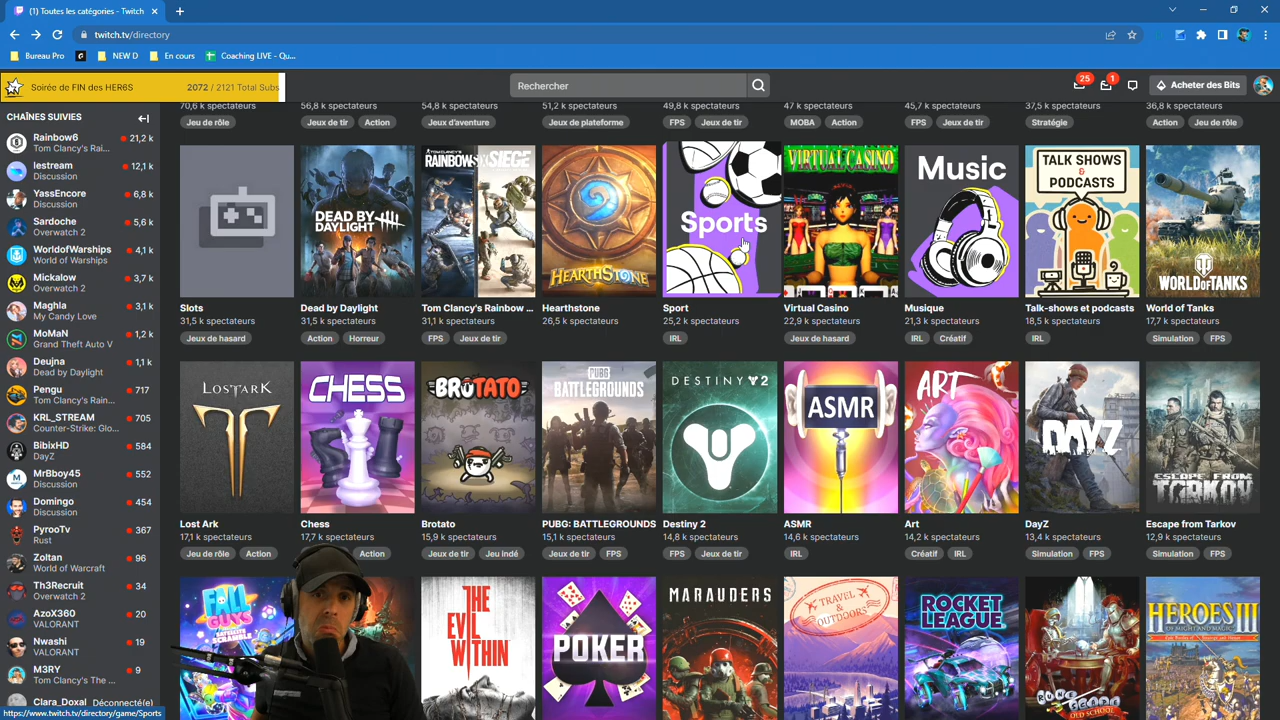 (1) Toutes les catégories - Twitch
twitch.tv/directory
Bureau Pro
NEW D
En cours
Coaching LIVE - Qu...
Soirée de FIN des HER6S
2072 / 2121 Total Subs
Rechercher
25
1
Acheter des Bits
CHAÎNES SUIVIES
Rainbow6
21,2 k
Tom Clancy's Rai...
lestream
12,1 k
Discussion
YassEncore
6,8 k
Discussion
Sardoche
5,6 k
Overwatch 2
WorldofWarships
4,1 k
World of Warships
Mickalow
3,7 k
Overwatch 2
Maghla
3,1 k
My Candy Love
MoMaN
1,2 k
Grand Theft Auto V
Deujna
1,1 k
Dead by Daylight
Pengu
717
Tom Clancy's Rain...
KRL_STREAM
705
Counter-Strike: Glo...
BibixHD
584
DayZ
MrBboy45
552
Discussion
Domingo
454
Discussion
PyrooTv
367
Rust
Zoltan
96
World of Warcraft
Th3Recruit
34
Overwatch 2
AzoX360
20
VALORANT
Nwashi
19
VALORANT
M3RY
9
Tom Clancy's The ...
Clara_Doxal
Déconnecté(e)
https://www.twitch.tv/directory/game/Sports
70,6 k spectateurs
56,8 k spectateurs
54,8 k spectateurs
51,2 k spectateurs
49,8 k spectateurs
47 k spectateurs
45,7 k spectateurs
37,5 k spectateurs
36,8 k spectateurs
Jeu de rôle
Jeux de tir
Action
Jeux d'aventure
Jeux de plateforme
FPS
Jeux de tir
MOBA
Action
FPS
Jeux de tir
Stratégie
Action
Jeu de rôle
DEAD BY
DAYLIGHT
TOM CLANCY'S
RAINBOW SIX SIEGE
HEARTHSTONE
Sports
VIRTUAL CASINO
Music
TALK SHOWS
&
PODCASTS
WORLD OF TANKS
Slots
Dead by Daylight
Tom Clancy's Rainbow ...
Hearthstone
Sport
Virtual Casino
Musique
Talk-shows et podcasts
World of Tanks
31,5 k spectateurs
31,5 k spectateurs
31,1 k spectateurs
26,5 k spectateurs
25,2 k spectateurs
22,9 k spectateurs
21,3 k spectateurs
18,5 k spectateurs
17,7 k spectateurs
Jeux de hasard
Action
Horreur
FPS
Jeux de tir
IRL
Jeux de hasard
IRL
Créatif
IRL
Simulation
FPS
LOSTARK
CHESS
BROTATO
PUBG
BATTLEGROUNDS
DESTINY 2
ASMR
ART
DAYZ
ESCAPE FROM
TARKOV
Lost Ark
Chess
Brotato
PUBG: BATTLEGROUNDS
Destiny 2
ASMR
Art
DayZ
Escape from Tarkov
17,1 k spectateurs
17,7 k spectateurs
15,9 k spectateurs
15,1 k spectateurs
14,8 k spectateurs
14,6 k spectateurs
14,2 k spectateurs
13,4 k spectateurs
12,9 k spectateurs
Jeu de rôle
Action
Action
Jeux de tir
Jeu indé
Jeux de tir
FPS
FPS
Jeux de tir
IRL
Créatif
IRL
Simulation
FPS
Simulation
FPS
FALL
GUYS
THE
EVIL
WITHIN
POKER
MARAUDERS
TRAVEL &
OUTDOORS
ROCKET
LEAGUE
RUNESCAPE
OLD SCHOOL
HEROES III